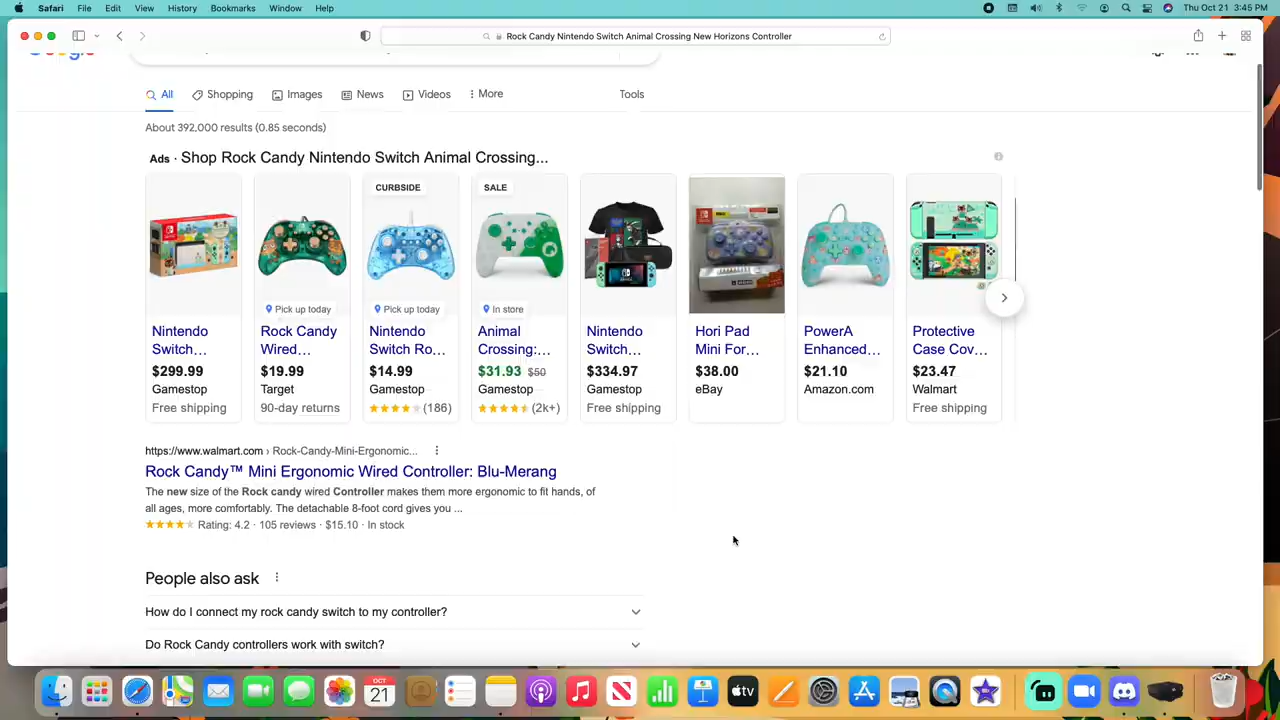 Safari File Edit View History Bookmarks Window Help Thu Oct 21 3:45 PM
Rock Candy Nintendo Switch Animal Crossing New Horizons Controller
All Shopping Images News Videos More Tools
About 392,000 results (0.85 seconds)
Ads · Shop Rock Candy Nintendo Switch Animal Crossing...
CURBSIDE SALE
Pick up today Pick up today In store
Nintendo Rock Candy Nintendo Animal Nintendo Hori Pad PowerA Protective
Switch... Wired... Switch Ro... Crossing:... Switch... Mini For... Enhanced... Case Cov...
$299.99 $19.99 $14.99 $31.93 $50 $334.97 $38.00 $21.10 $23.47
Gamestop Target Gamestop Gamestop Gamestop eBay Amazon.com Walmart
Free shipping 90-day returns (186) (2k+) Free shipping Free shipping
https://www.walmart.com › Rock-Candy-Mini-Ergonomic...
Rock Candy™ Mini Ergonomic Wired Controller: Blu-Merang
The new size of the Rock candy wired Controller makes them more ergonomic to fit hands, of
all ages, more comfortably. The detachable 8-foot cord gives you ...
Rating: 4.2 · 105 reviews · $15.10 · In stock
People also ask
How do I connect my rock candy switch to my controller?
Do Rock Candy controllers work with switch?
OCT
21
tv